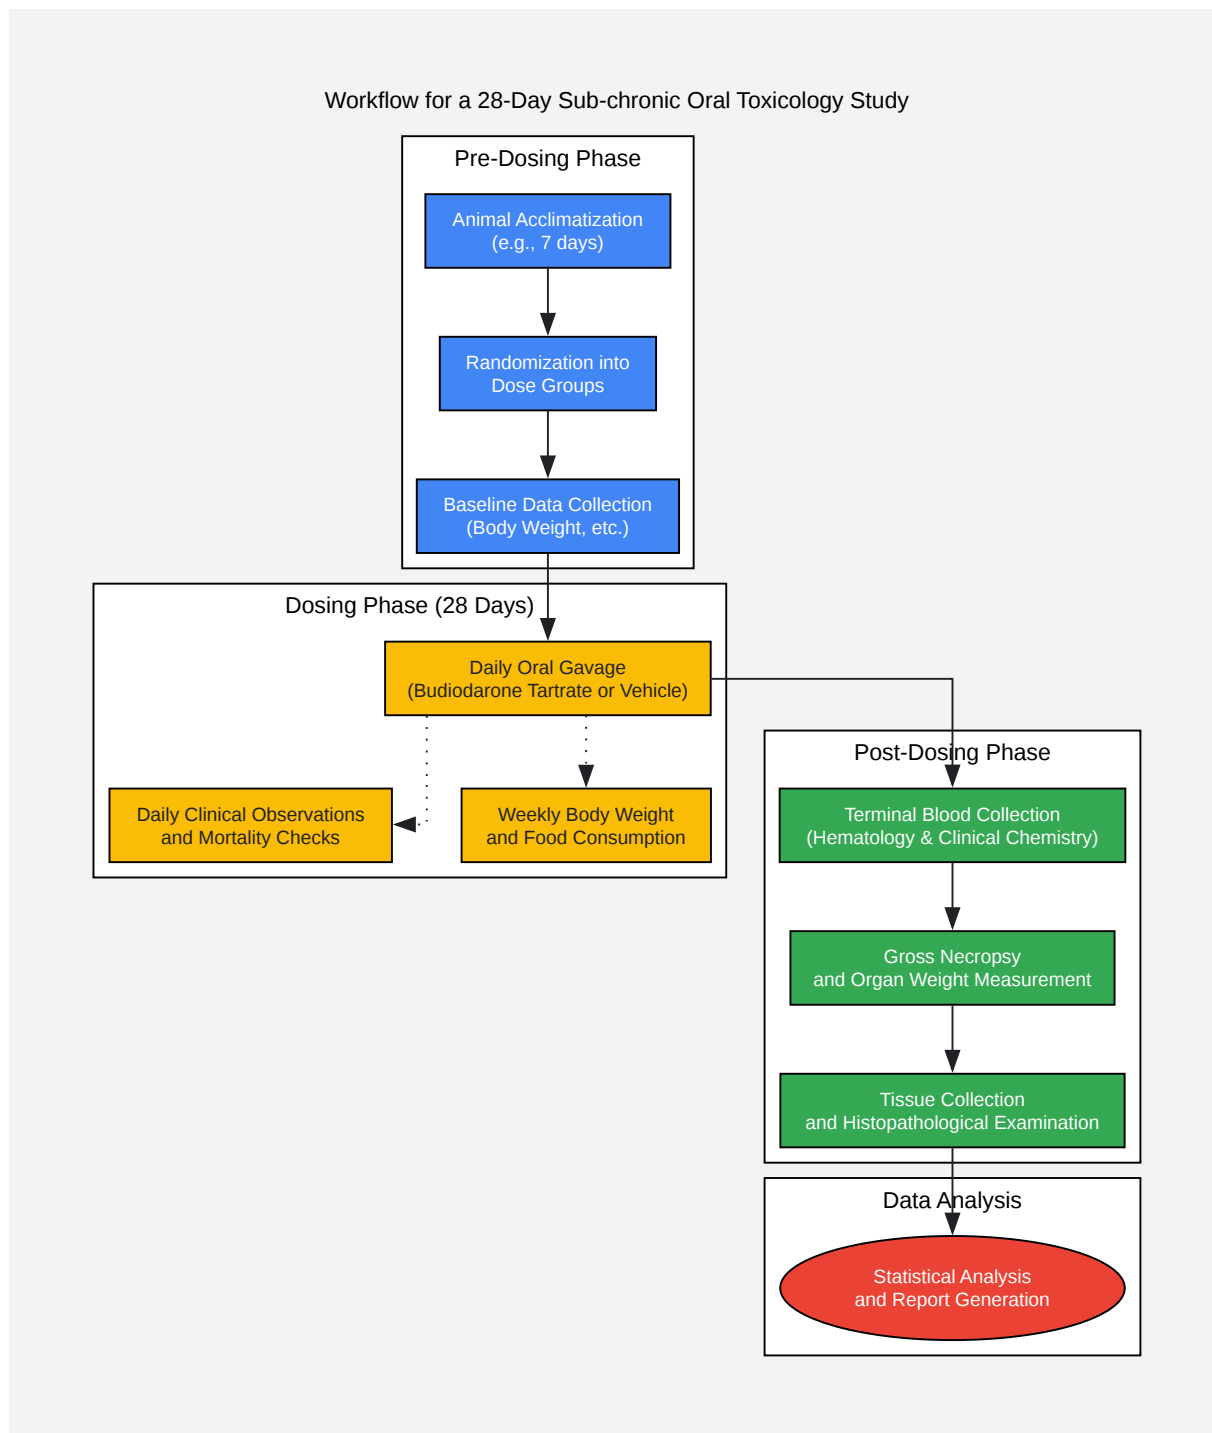 Workflow for a 28-Day Sub-chronic Oral Toxicology Study
Pre-Dosing Phase
Animal Acclimatization
(e.g., 7 days)
Randomization into
Dose Groups
Baseline Data Collection
(Body Weight, etc.)
Dosing Phase (28 Days)
Daily Oral Gavage
(Budiodarone Tartrate or Vehicle)
Daily Clinical Observations
and Mortality Checks
Weekly Body Weight
and Food Consumption
Post-Dosing Phase
Terminal Blood Collection
(Hematology & Clinical Chemistry)
Gross Necropsy
and Organ Weight Measurement
Tissue Collection
and Histopathological Examination
Data Analysis
Statistical Analysis
and Report Generation